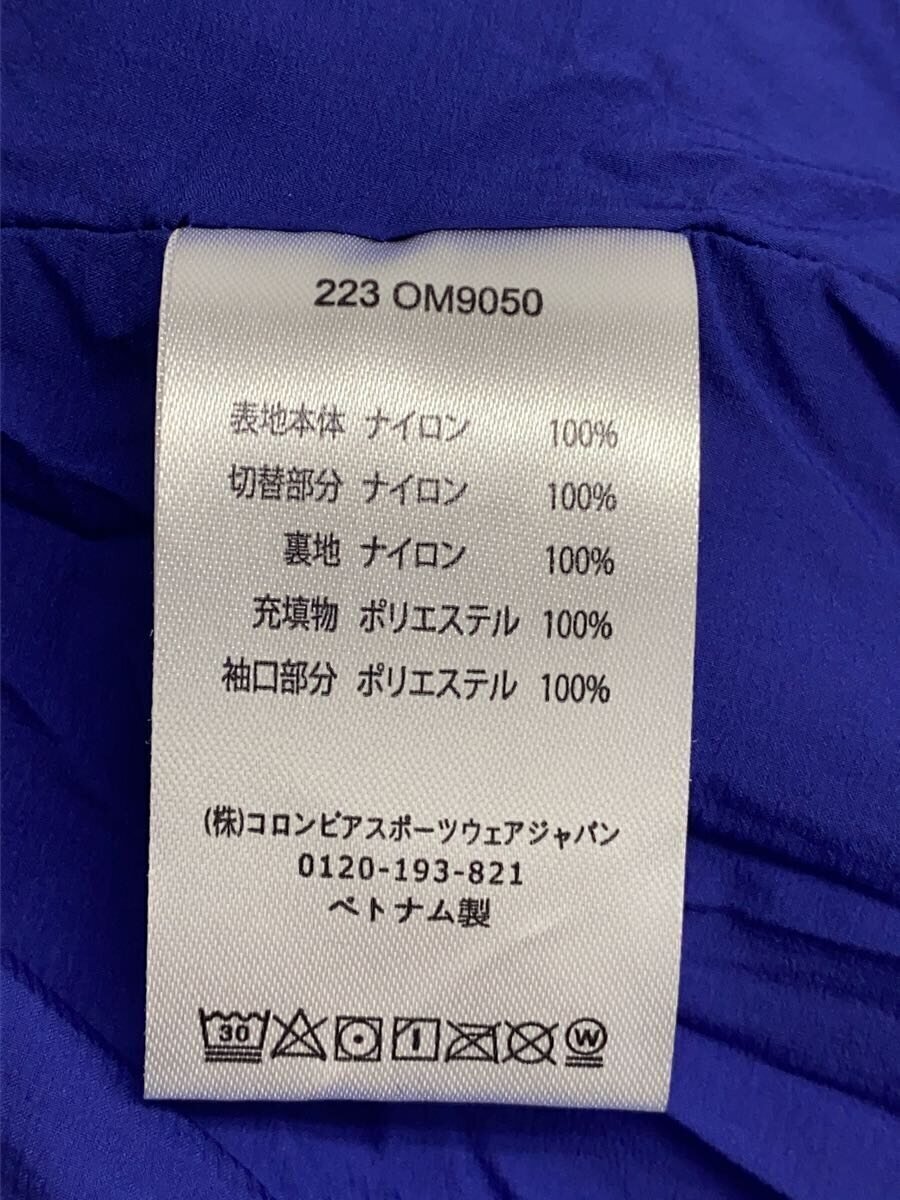 223 OM9050
表地本体 ナイロン 100%
切替部分 ナイロン 100%
裏地 ナイロン 100%
充填物 ポリエステル 100%
袖口部分 ポリエステル 100%
(株)コロンビアスポーツウェアジャパン
0120-193-821
ベトナム製
30 W